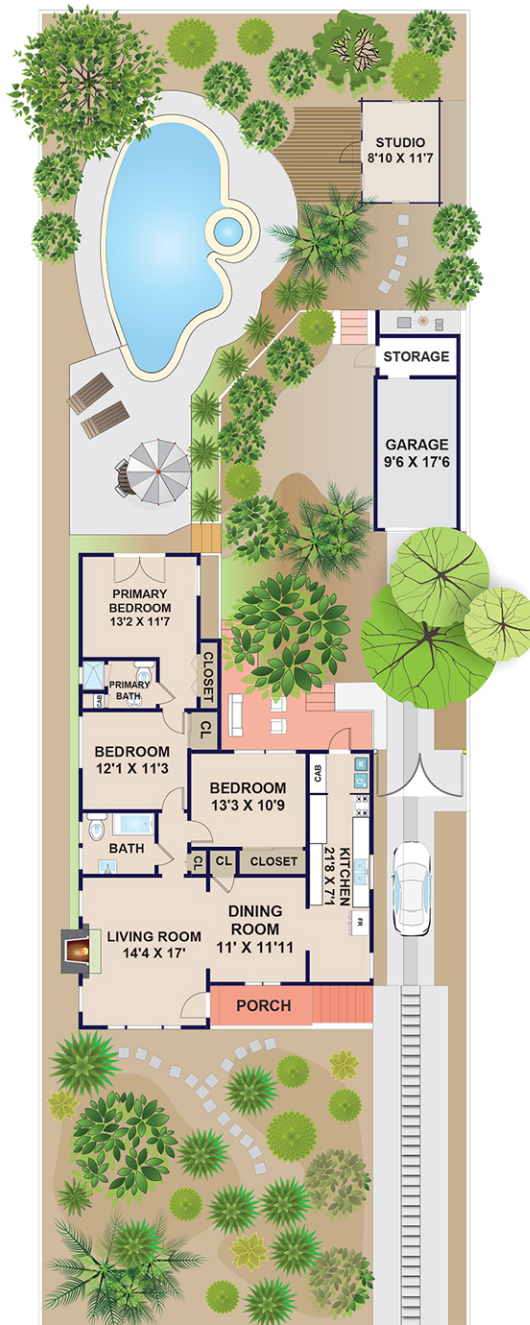 STUDIO
8'10 X 11'7
STORAGE
GARAGE
9'6 X 17'6
PRIMARY
BEDROOM
13'2 X 11'7
CLOSET
PRIMARY
BATH
CAB
CL
BEDROOM
12'1 X 11'3
BEDROOM
13'3 X 10'9
CAB
W
D
KITCHEN
21'8 X 7'1
BATH
CL
CL
CLOSET
FR
LIVING ROOM
14'4 X 17'
DINING
ROOM
11' X 11'11
PORCH